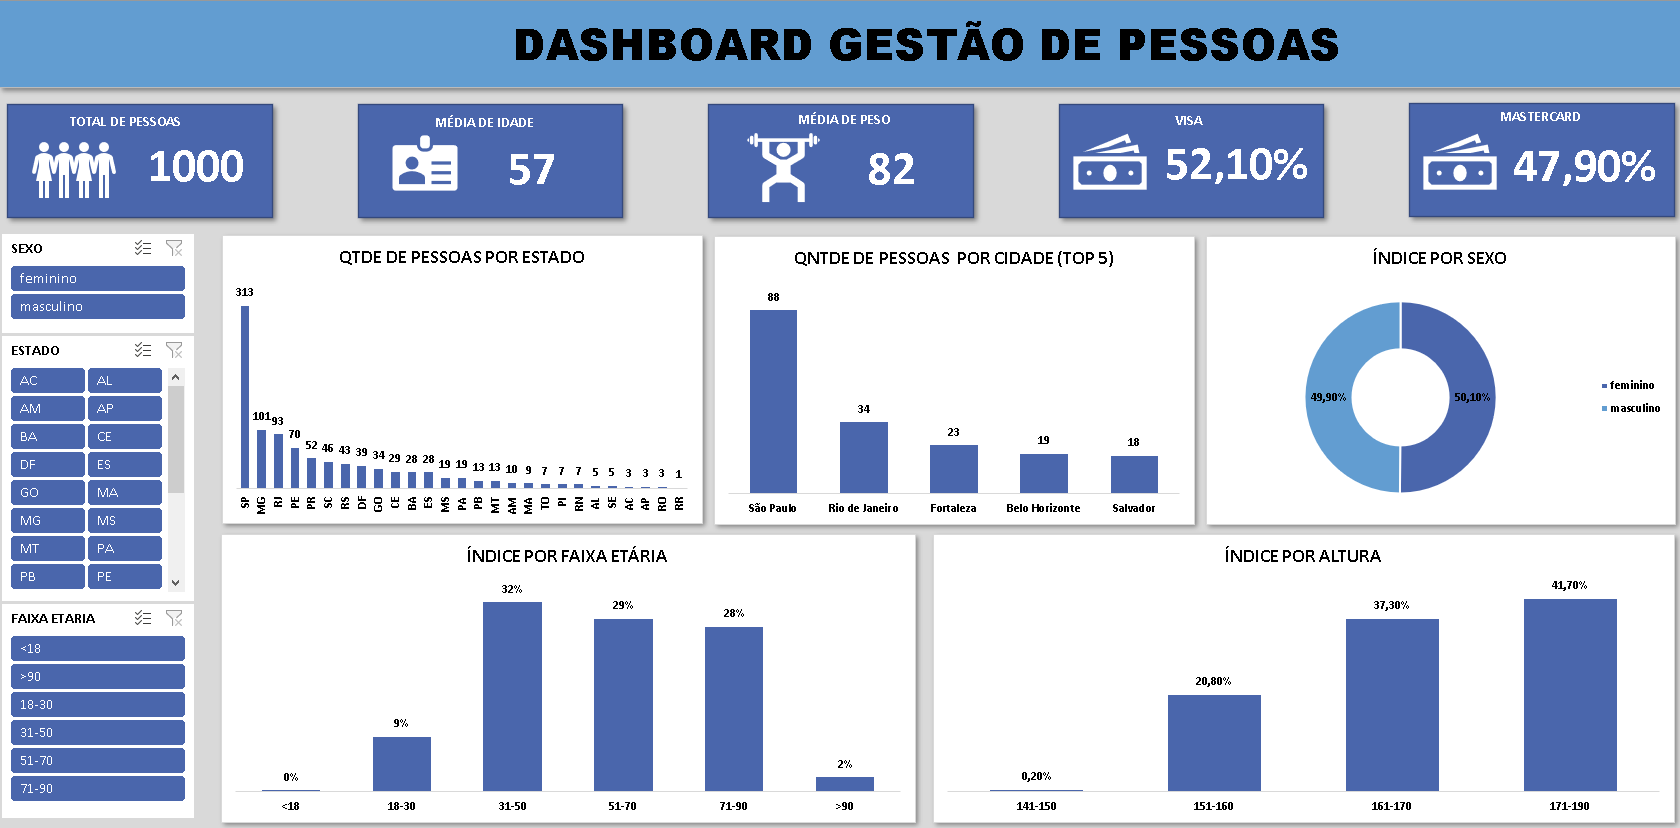 DASHBOARD GESTÃO DE PESSOAS
TOTAL DE PESSOAS
1000
MÉDIA DE IDADE
57
MÉDIA DE PESO
82
VISA
52,10%
MASTERCARD
47,90%
SEXO
feminino
masculino
ESTADO
AC AL
AM AP
BA CE
DF ES
GO MA
MG MS
MT PA
PB PE
FAIXA ETARIA
<18
>90
18-30
31-50
51-70
71-90
QTDE DE PESSOAS POR ESTADO
313 101 93 70 52 46 43 39 34 29 28 28 19 19 13 13 10 9 7 7 7 5 5 3 3 3 1
SP MG RJ PE PR SC RS DF GO CE BA ES MS PA PB MT AM MA TO PI RN AL SE AC AP RO RR
QNTDE DE PESSOAS POR CIDADE (TOP 5)
88 34 23 19 18
São Paulo Rio de Janeiro Fortaleza Belo Horizonte Salvador
ÍNDICE POR SEXO
49,90% 50,10%
feminino
masculino
ÍNDICE POR FAIXA ETÁRIA
0% 9% 32% 29% 28% 2%
<18 18-30 31-50 51-70 71-90 >90
ÍNDICE POR ALTURA
0,20% 20,80% 37,30% 41,70%
141-150 151-160 161-170 171-190